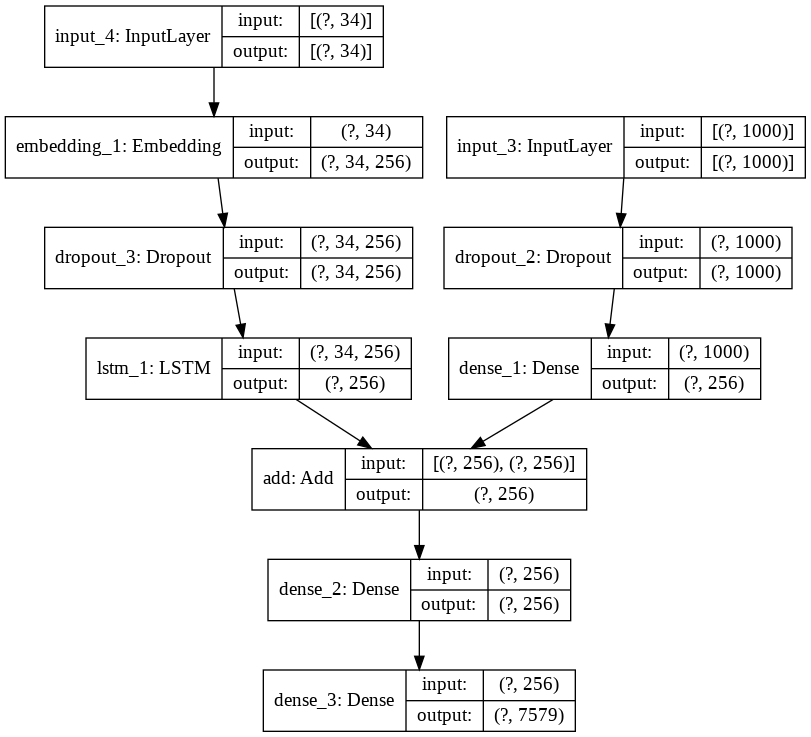 input_4: InputLayer
input: [(?, 34)]
output: [(?, 34)]
embedding_1: Embedding
input: (?, 34)
output: (?, 34, 256)
input_3: InputLayer
input: [(?, 1000)]
output: [(?, 1000)]
dropout_3: Dropout
input: (?, 34, 256)
output: (?, 34, 256)
dropout_2: Dropout
input: (?, 1000)
output: (?, 1000)
lstm_1: LSTM
input: (?, 34, 256)
output: (?, 256)
dense_1: Dense
input: (?, 1000)
output: (?, 256)
add: Add
input: [(?, 256), (?, 256)]
output: (?, 256)
dense_2: Dense
input: (?, 256)
output: (?, 256)
dense_3: Dense
input: (?, 256)
output: (?, 7579)